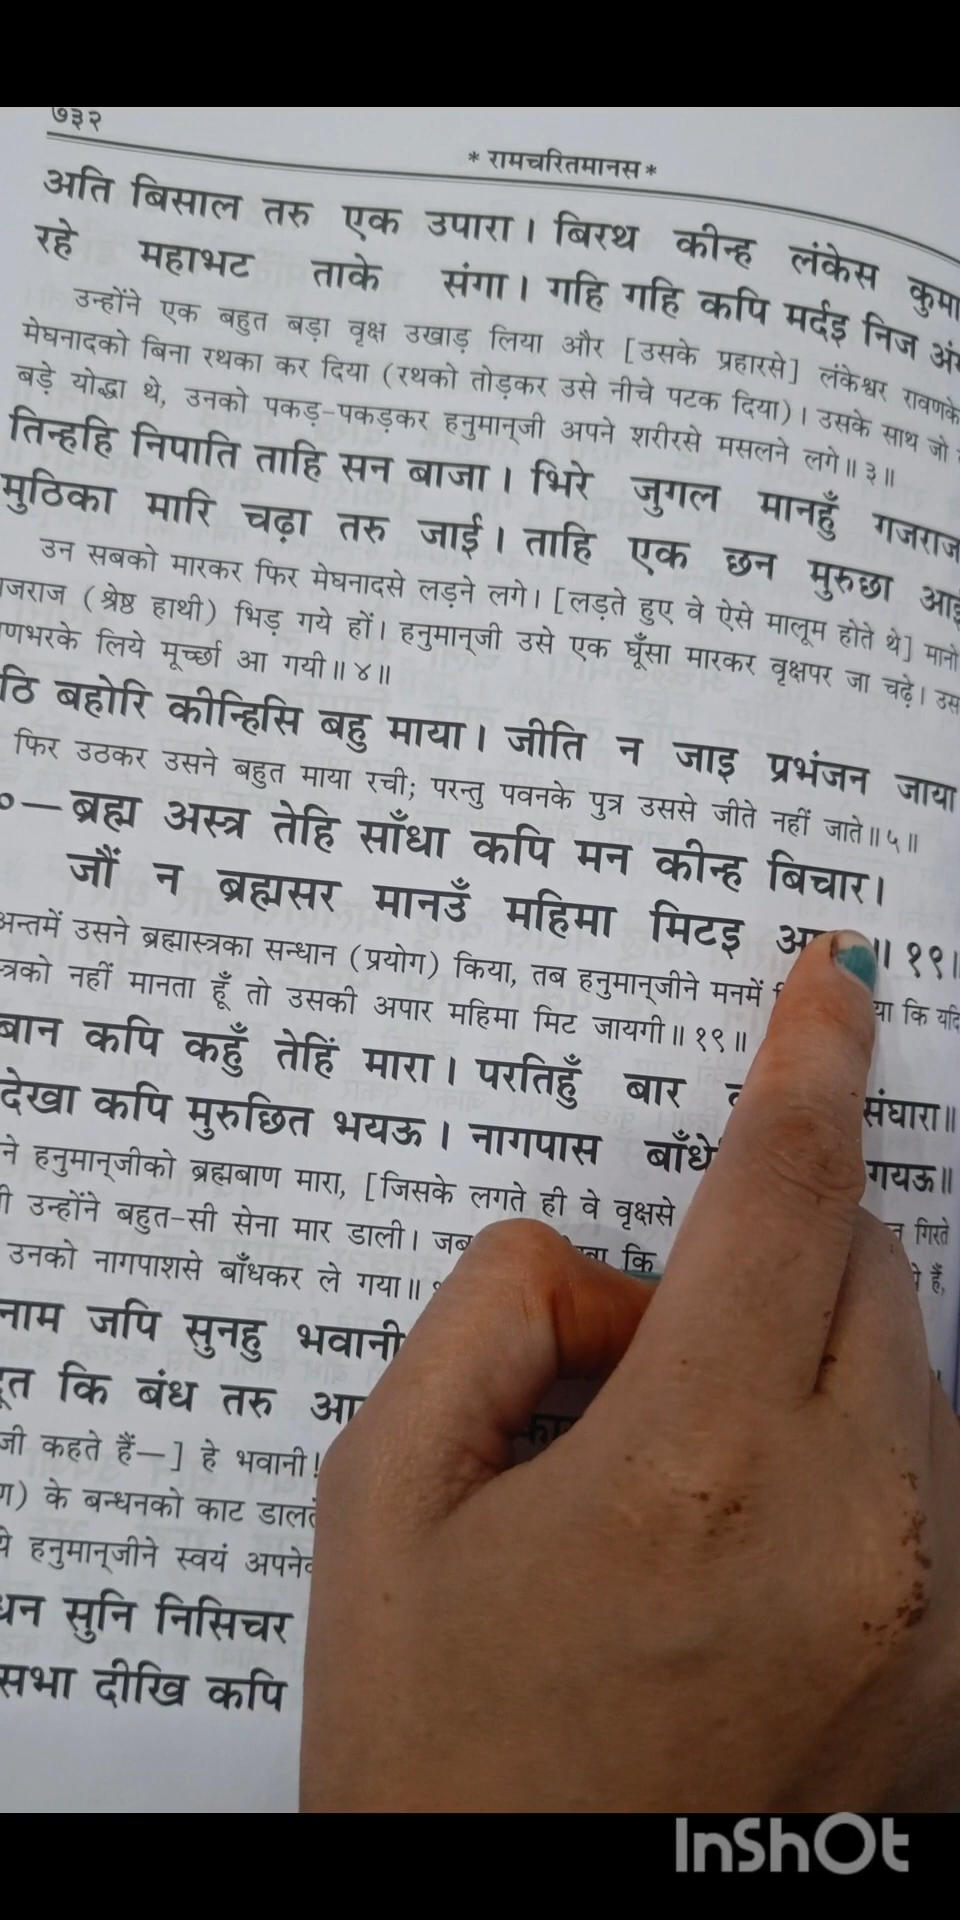 ७३२
* रामचरितमानस *
अति बिसाल तरु एक उपारा। बिरथ कीन्ह लंकेस
रहे महाभट ताके संगा। गहि गहि कपि मर्दइ निज
उन्होंने एक बहुत बड़ा वृक्ष उखाड़ लिया और [उसके प्रहारसे] लंकेश्वर रावणके
मेघनादको बिना रथका कर दिया (रथको तोड़कर उसे नीचे पटक दिया)। उसके साथ जो
बड़े योद्धा थे, उनको पकड़-पकड़कर हनुमान्‌जी अपने शरीरसे मसलने लगे॥ ३॥
तिन्हहि निपाति ताहि सन बाजा। भिरे जुगल मानहुँ गजराज
मुठिका मारि चढ़ा तरु जाई। ताहि एक छन मुरुछा आई
उन सबको मारकर फिर मेघनादसे लड़ने लगे। [लड़ते हुए वे ऐसे मालूम होते थे] मानो
(श्रेष्ठ हाथी) भिड़ गये हों। हनुमान्‌जी उसे एक घूँसा मारकर वृक्षपर जा चढ़े।
लिये मूर्च्छा आ गयी॥ ४॥
बहोरि कीन्हिसि बहु माया। जीति न जाइ प्रभंजन जाया
फिर उठकर उसने बहुत माया रची; परन्तु पवनके पुत्र उससे जीते नहीं जाते॥ ५॥
०—ब्रह्म अस्त्र तेहि साँधा कपि मन कीन्ह बिचार।
जौं न ब्रह्मसर मानउँ महिमा मिटइ ॥ १९।
अन्तमें उसने ब्रह्मास्त्रका सन्धान (प्रयोग) किया, तब हनुमान्‌जीने मनमें कि यदि
नहीं मानता हूँ तो उसकी अपार महिमा मिट जायगी॥ १९॥
बान कपि कहुँ तेहिं मारा। परतिहुँ बार संघारा॥
देखा कपि मुरुछित भयऊ। नागपास गयऊ॥
ने हनुमान्‌जीको ब्रह्मबाण मारा, [जिसके लगते ही वे वृक्षसे गिरते
उन्होंने बहुत-सी सेना मार डाली। जब कि हैं,
उनको नागपाशसे बाँधकर ले गया॥
नाम जपि सुनहु भवानी
कि बंध तरु
जी कहते हैं—] हे भवानी!
के बन्धनको काट
हनुमान्‌जीने स्वयं
सुनि निसिचर
सभा दीखि कपि
InShOt